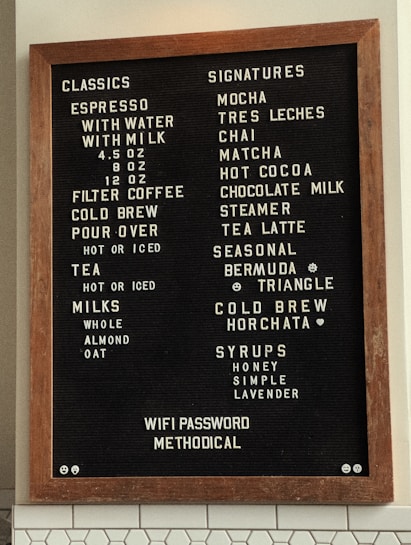 CLASSICS
ESPRESSO
WITH WATER
WITH MILK
4.5 OZ
8 OZ
12 OZ
FILTER COFFEE
COLD BREW
POUR OVER
HOT OR ICED
TEA
HOT OR ICED
MILKS
WHOLE
ALMOND
OAT
SIGNATURES
MOCHA
TRES LECHES
CHAI
MATCHA
HOT COCOA
CHOCOLATE MILK
STEAMER
TEA LATTE
SEASONAL
BERMUDA
TRIANGLE
COLD BREW
HORCHATA
SYRUPS
HONEY
SIMPLE
LAVENDER
WIFI PASSWORD
METHODICAL